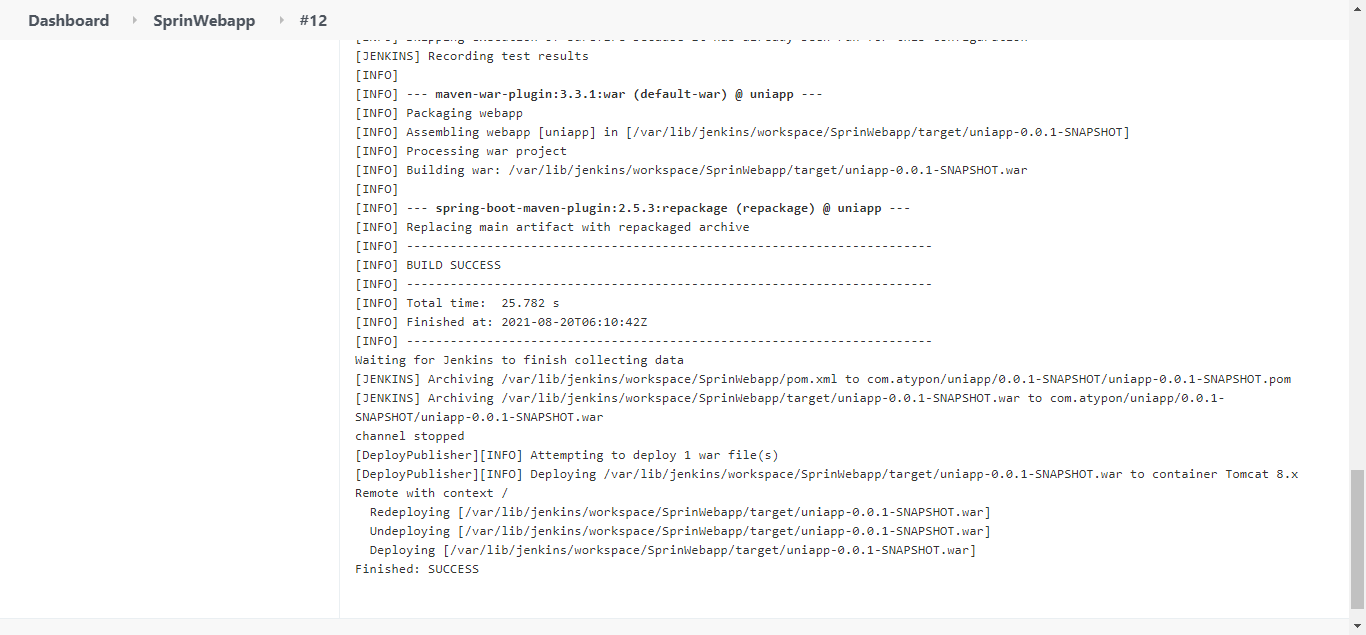 Dashboard SprinWebapp #12
[JENKINS] Recording test results
[INFO]
[INFO] --- maven-war-plugin:3.3.1:war (default-war) @ uniapp ---
[INFO] Packaging webapp
[INFO] Assembling webapp [uniapp] in [/var/lib/jenkins/workspace/SprinWebapp/target/uniapp-0.0.1-SNAPSHOT]
[INFO] Processing war project
[INFO] Building war: /var/lib/jenkins/workspace/SprinWebapp/target/uniapp-0.0.1-SNAPSHOT.war
[INFO]
[INFO] --- spring-boot-maven-plugin:2.5.3:repackage (repackage) @ uniapp ---
[INFO] Replacing main artifact with repackaged archive
[INFO] ------------------------------------------------------------------------
[INFO] BUILD SUCCESS
[INFO] ------------------------------------------------------------------------
[INFO] Total time:  25.782 s
[INFO] Finished at: 2021-08-20T06:10:42Z
[INFO] ------------------------------------------------------------------------
Waiting for Jenkins to finish collecting data
[JENKINS] Archiving /var/lib/jenkins/workspace/SprinWebapp/pom.xml to com.atypon/uniapp/0.0.1-SNAPSHOT/uniapp-0.0.1-SNAPSHOT.pom
[JENKINS] Archiving /var/lib/jenkins/workspace/SprinWebapp/target/uniapp-0.0.1-SNAPSHOT.war to com.atypon/uniapp/0.0.1-
SNAPSHOT/uniapp-0.0.1-SNAPSHOT.war
channel stopped
[DeployPublisher][INFO] Attempting to deploy 1 war file(s)
[DeployPublisher][INFO] Deploying /var/lib/jenkins/workspace/SprinWebapp/target/uniapp-0.0.1-SNAPSHOT.war to container Tomcat 8.x
Remote with context /
  Redeploying [/var/lib/jenkins/workspace/SprinWebapp/target/uniapp-0.0.1-SNAPSHOT.war]
  Undeploying [/var/lib/jenkins/workspace/SprinWebapp/target/uniapp-0.0.1-SNAPSHOT.war]
  Deploying [/var/lib/jenkins/workspace/SprinWebapp/target/uniapp-0.0.1-SNAPSHOT.war]
Finished: SUCCESS